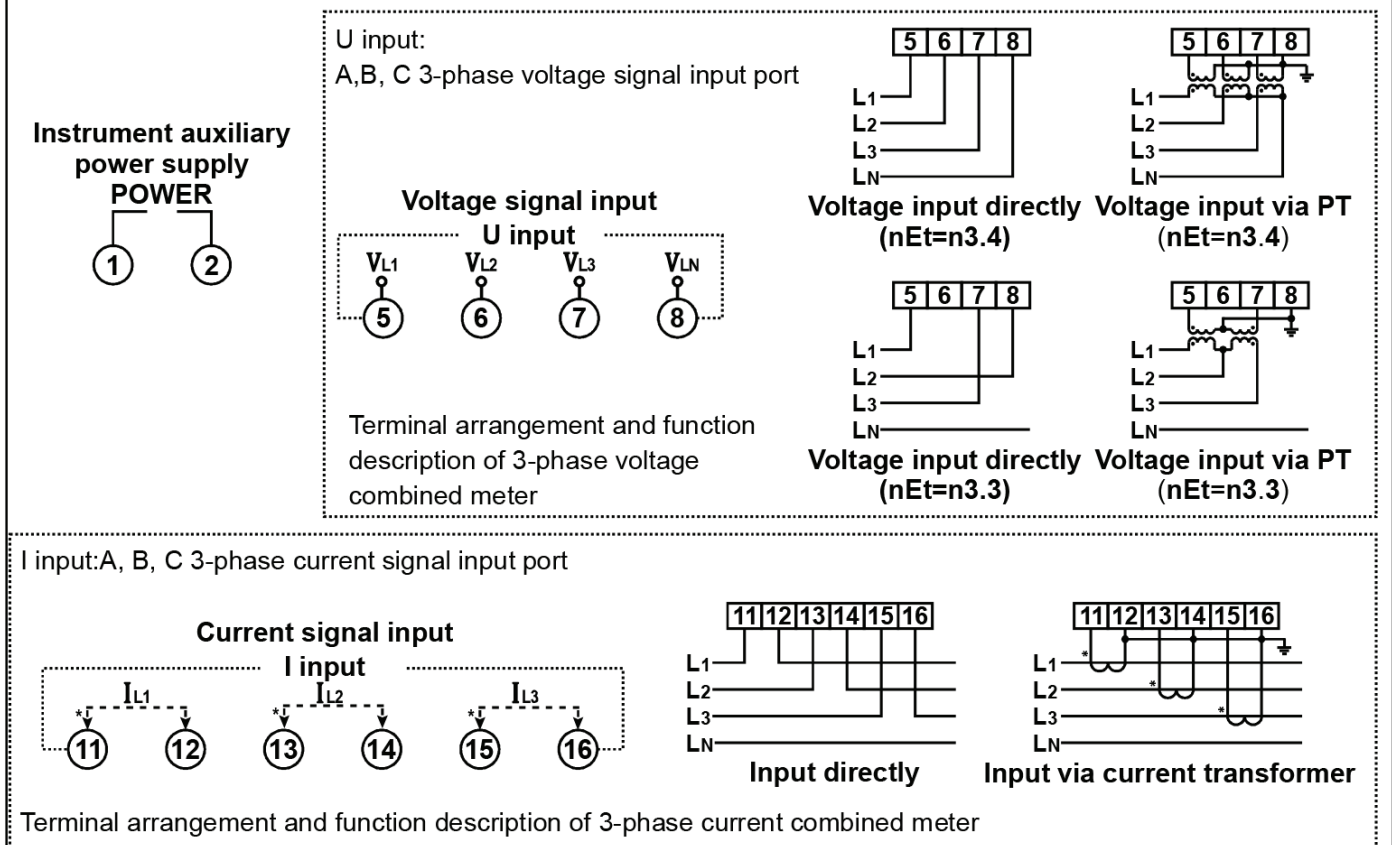 U input:
A,B, C 3-phase voltage signal input port
Instrument auxiliary
power supply
POWER
1 2
Voltage signal input
U input
VL1 VL2 VL3 VLN
5 6 7 8
Terminal arrangement and function
description of 3-phase voltage
combined meter
5 6 7 8
L1
L2
L3
LN
Voltage input directly
(nEt=n3.4)
5 6 7 8
L1
L2
L3
LN
Voltage input via PT
(nEt=n3.4)
5 6 7 8
L1
L2
L3
LN
Voltage input directly
(nEt=n3.3)
5 6 7 8
L1
L2
L3
LN
Voltage input via PT
(nEt=n3.3)
I input:A, B, C 3-phase current signal input port
Current signal input
I input
IL1 IL2 IL3
* * *
11 12 13 14 15 16
11 12 13 14 15 16
L1
L2
L3
LN
Input directly
11 12 13 14 15 16
L1 *
L2 *
L3 *
LN
Input via current transformer
Terminal arrangement and function description of 3-phase current combined meter